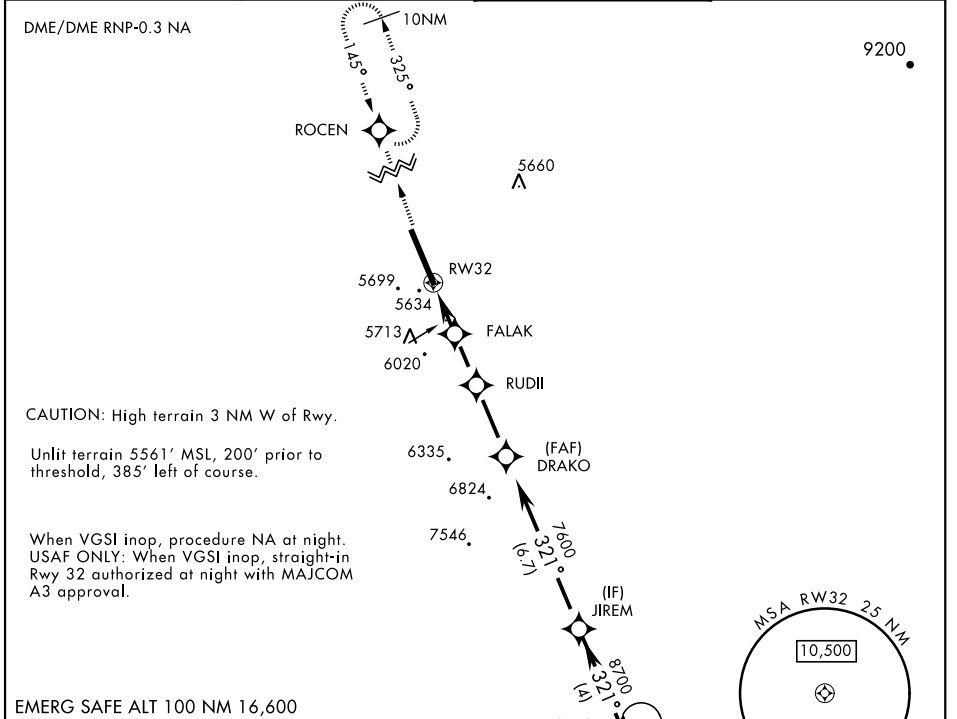 DME/DME RNP-0.3 NA
10NM
9200
145°
325°
ROCEN
5660
RW32
5699
5634
5713
FALAK
6020
RUDII
CAUTION: High terrain 3 NM W of Rwy.
Unlit terrain 5561' MSL, 200' prior to
threshold, 385' left of course.
6335
(FAF)
DRAKO
6824
7546
7600
321°
(6.7)
When VGSI inop, procedure NA at night.
USAF ONLY: When VGSI inop, straight-in
Rwy 32 authorized at night with MAJCOM
A3 approval.
(IF)
JIREM
MSA RW32 25 NM
10,500
8700
321°
(4)
EMERG SAFE ALT 100 NM 16,600